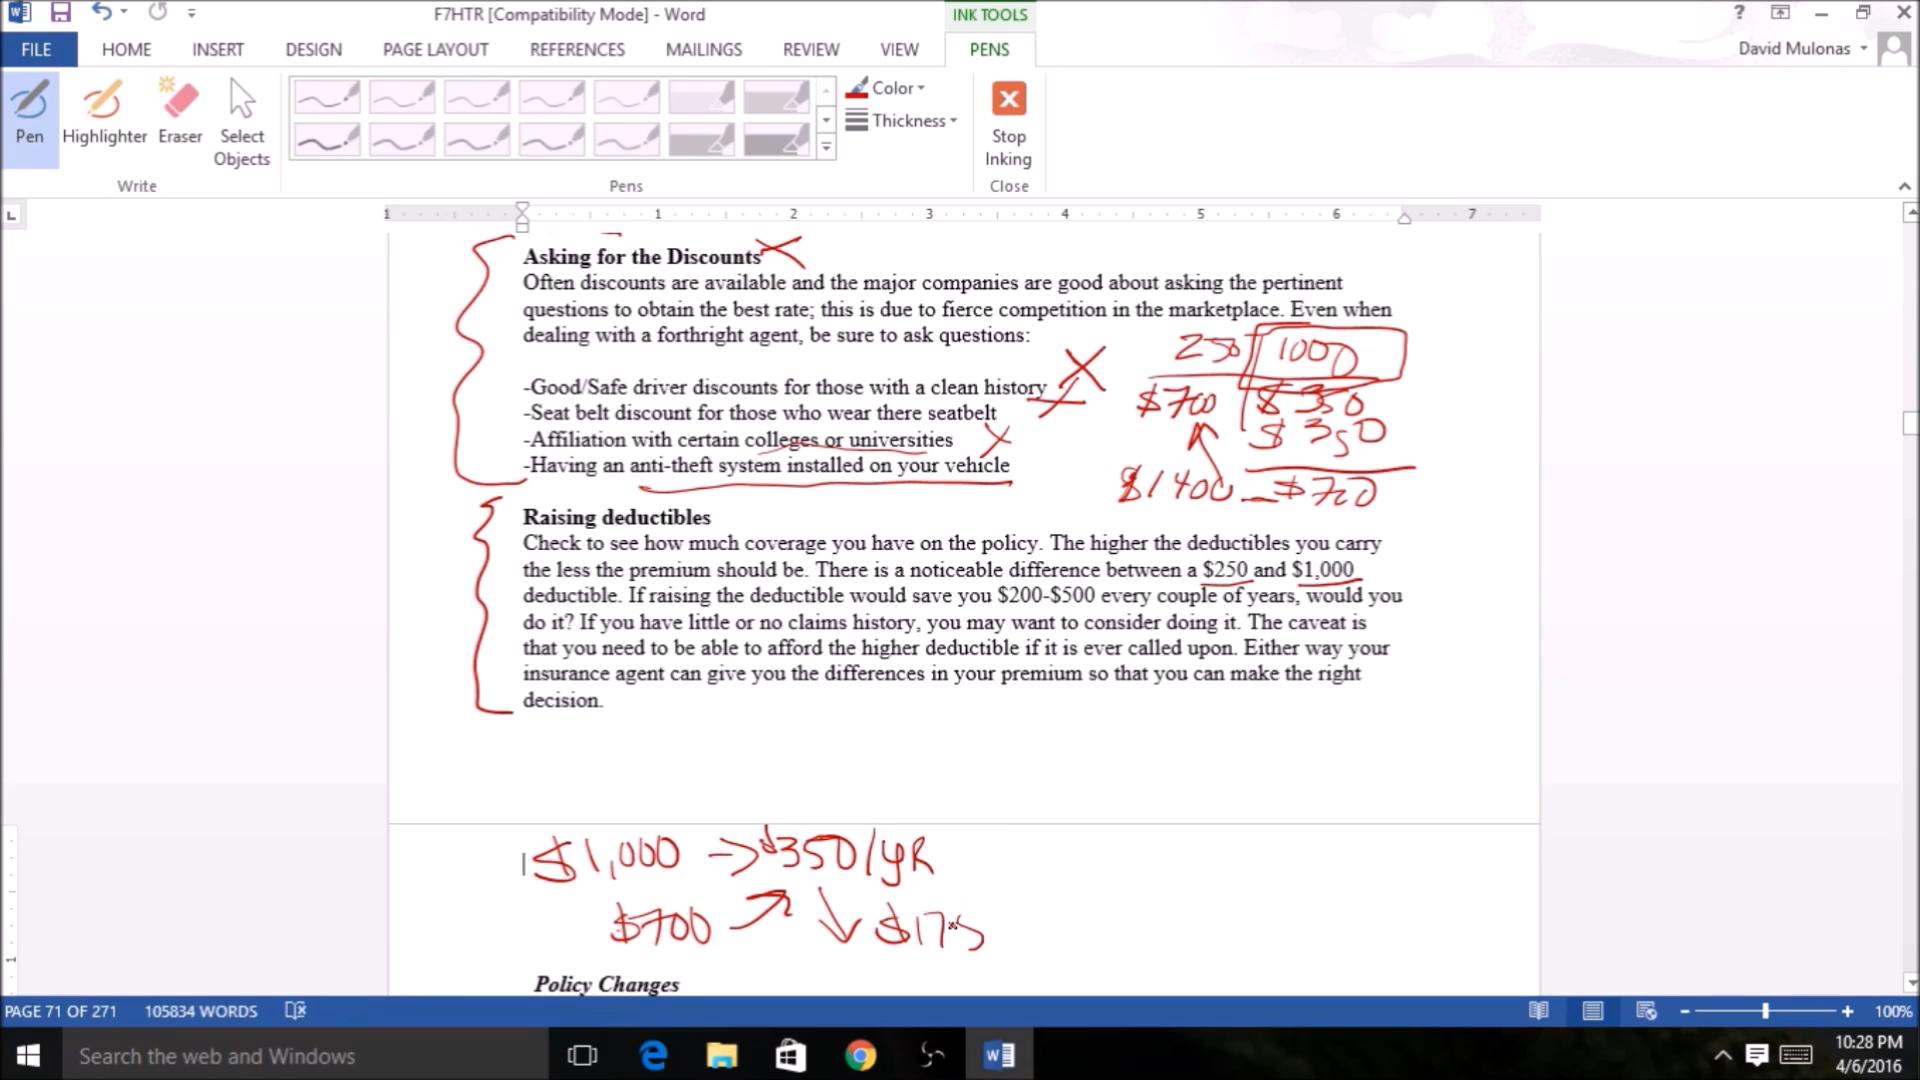 F7HTR [Compatibility Mode] - Word
INK TOOLS
?
FILE HOME INSERT DESIGN PAGE LAYOUT REFERENCES MAILINGS REVIEW VIEW PENS
David Mulonas
Pen
Highlighter
Eraser
Select
Objects
Color
Thickness
Stop
Inking
Write
Pens
Close
1 1 2 3 4 5 6 7
Asking for the Discounts
Often discounts are available and the major companies are good about asking the pertinent
questions to obtain the best rate; this is due to fierce competition in the marketplace. Even when
dealing with a forthright agent, be sure to ask questions:
250 1000
-Good/Safe driver discounts for those with a clean history
$700 $350
-Seat belt discount for those who wear there seatbelt
$350
-Affiliation with certain colleges or universities
-Having an anti-theft system installed on your vehicle
$1400 - $700
Raising deductibles
Check to see how much coverage you have on the policy. The higher the deductibles you carry
the less the premium should be. There is a noticeable difference between a $250 and $1,000
deductible. If raising the deductible would save you $200-$500 every couple of years, would you
do it? If you have little or no claims history, you may want to consider doing it. The caveat is
that you need to be able to afford the higher deductible if it is ever called upon. Either way your
insurance agent can give you the differences in your premium so that you can make the right
decision.
$1,000 → $350/yR
$700 ↓ $175
Policy Changes
PAGE 71 OF 271 105834 WORDS
100%
Search the web and Windows
10:28 PM
4/6/2016